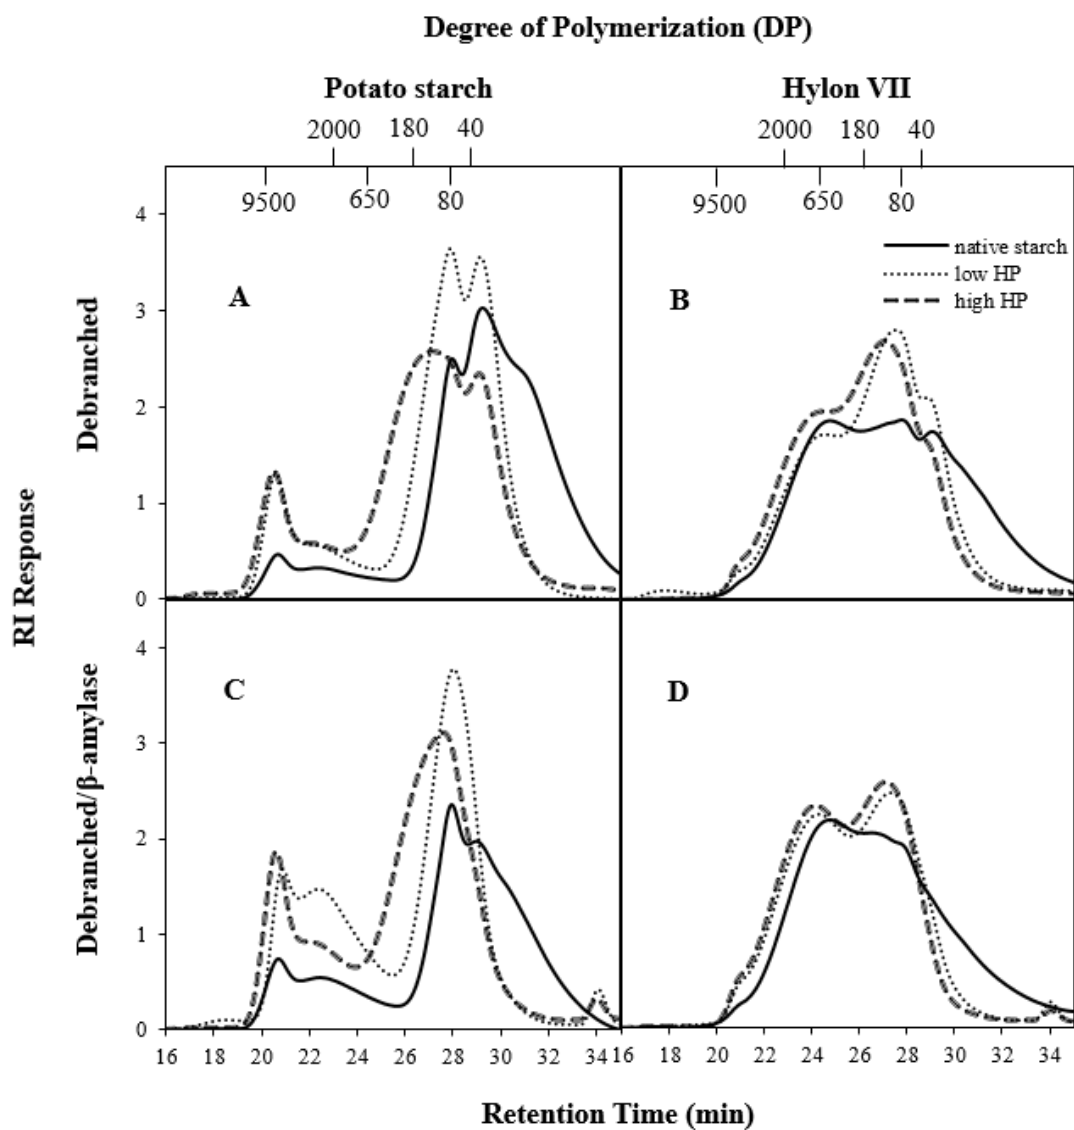 Degree of Polymerization (DP)
Potato starch
Hylon VII
2000 180 40
2000 180 40
9500 650 80
9500 650 80
native starch
low HP
high HP
A
B
4
3
2
1
0
Debranched
RI Response
C
D
4
3
2
1
0
Debranched/β-amylase
16 20 22 24 26 28 30 32 34
16 20 22 24 26 28 30 34
Retention Time (min)